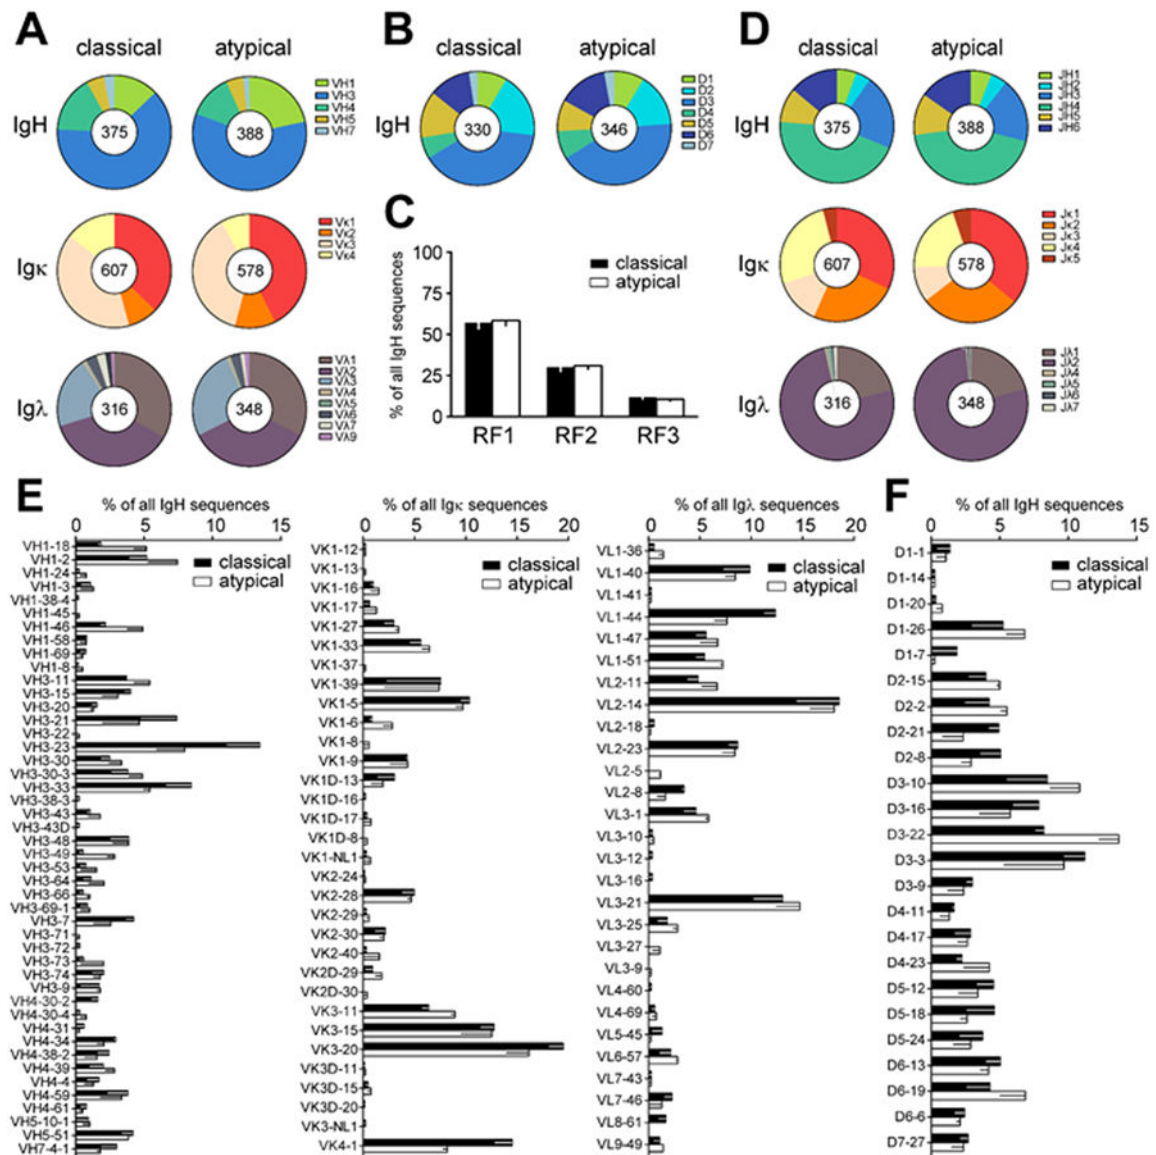 A
classical
atypical
IgH
375
388
VH1
VH3
VH4
VH5
VH7
Igκ
607
578
Vκ1
Vκ2
Vκ3
Vκ4
Igλ
316
348
Vλ1
Vλ2
Vλ3
Vλ4
Vλ5
Vλ6
Vλ7
Vλ9
B
classical
atypical
IgH
330
346
D1
D2
D3
D4
D5
D6
D7
C
% of all IgH sequences
100
75
50
25
0
classical
atypical
RF1
RF2
RF3
D
classical
atypical
IgH
375
388
JH1
JH2
JH3
JH4
JH5
JH6
Igκ
607
578
Jκ1
Jκ2
Jκ3
Jκ4
Jκ5
Igλ
316
348
Jλ1
Jλ2
Jλ4
Jλ5
Jλ6
Jλ7
E
% of all IgH sequences
0 5 10 15
classical
atypical
VH1-18
VH1-2
VH1-24
VH1-3
VH1-38-4
VH1-45
VH1-46
VH1-58
VH1-69
VH1-8
VH3-11
VH3-15
VH3-20
VH3-21
VH3-22
VH3-23
VH3-30
VH3-30-3
VH3-33
VH3-38-3
VH3-43
VH3-43D
VH3-48
VH3-49
VH3-53
VH3-64
VH3-66
VH3-69-1
VH3-7
VH3-71
VH3-72
VH3-73
VH3-74
VH3-9
VH4-30-2
VH4-30-4
VH4-31
VH4-34
VH4-38-2
VH4-39
VH4-4
VH4-59
VH4-61
VH5-10-1
VH5-51
VH7-4-1
% of all Igκ sequences
0 5 10 15 20
classical
atypical
VK1-12
VK1-13
VK1-16
VK1-17
VK1-27
VK1-33
VK1-37
VK1-39
VK1-5
VK1-6
VK1-8
VK1-9
VK1D-13
VK1D-16
VK1D-17
VK1D-8
VK1-NL1
VK2-24
VK2-28
VK2-29
VK2-30
VK2-40
VK2D-29
VK2D-30
VK3-11
VK3-15
VK3-20
VK3D-11
VK3D-15
VK3D-20
VK3-NL1
VK4-1
% of all Igλ sequences
0 5 10 15 20
classical
atypical
VL1-36
VL1-40
VL1-41
VL1-44
VL1-47
VL1-51
VL2-11
VL2-14
VL2-18
VL2-23
VL2-5
VL2-8
VL3-1
VL3-10
VL3-12
VL3-16
VL3-21
VL3-25
VL3-27
VL3-9
VL4-60
VL4-69
VL5-45
VL6-57
VL7-43
VL7-46
VL8-61
VL9-49
F
% of all IgH sequences
0 5 10 15
classical
atypical
D1-1
D1-14
D1-20
D1-26
D1-7
D2-15
D2-2
D2-21
D2-8
D3-10
D3-16
D3-22
D3-3
D3-9
D4-11
D4-17
D4-23
D5-12
D5-18
D5-24
D6-13
D6-19
D6-6
D7-27